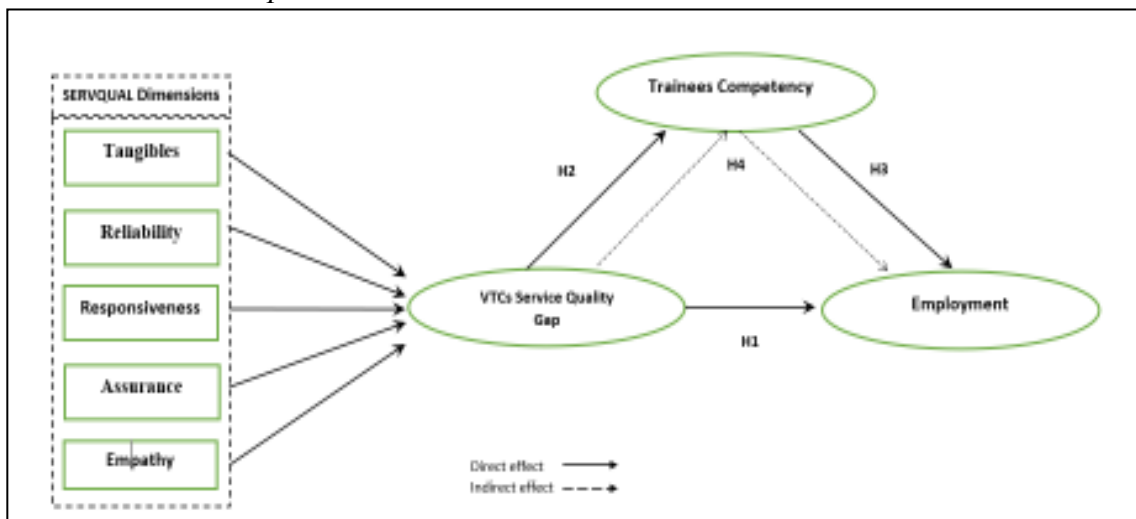 SERVQUAL Dimensions
Tangibles
Reliability
Responsiveness
Assurance
Empathy
VTCs Service Quality
Gap
Trainees Competency
Employment
H2
H4
H3
H1
Direct effect
Indirect effect